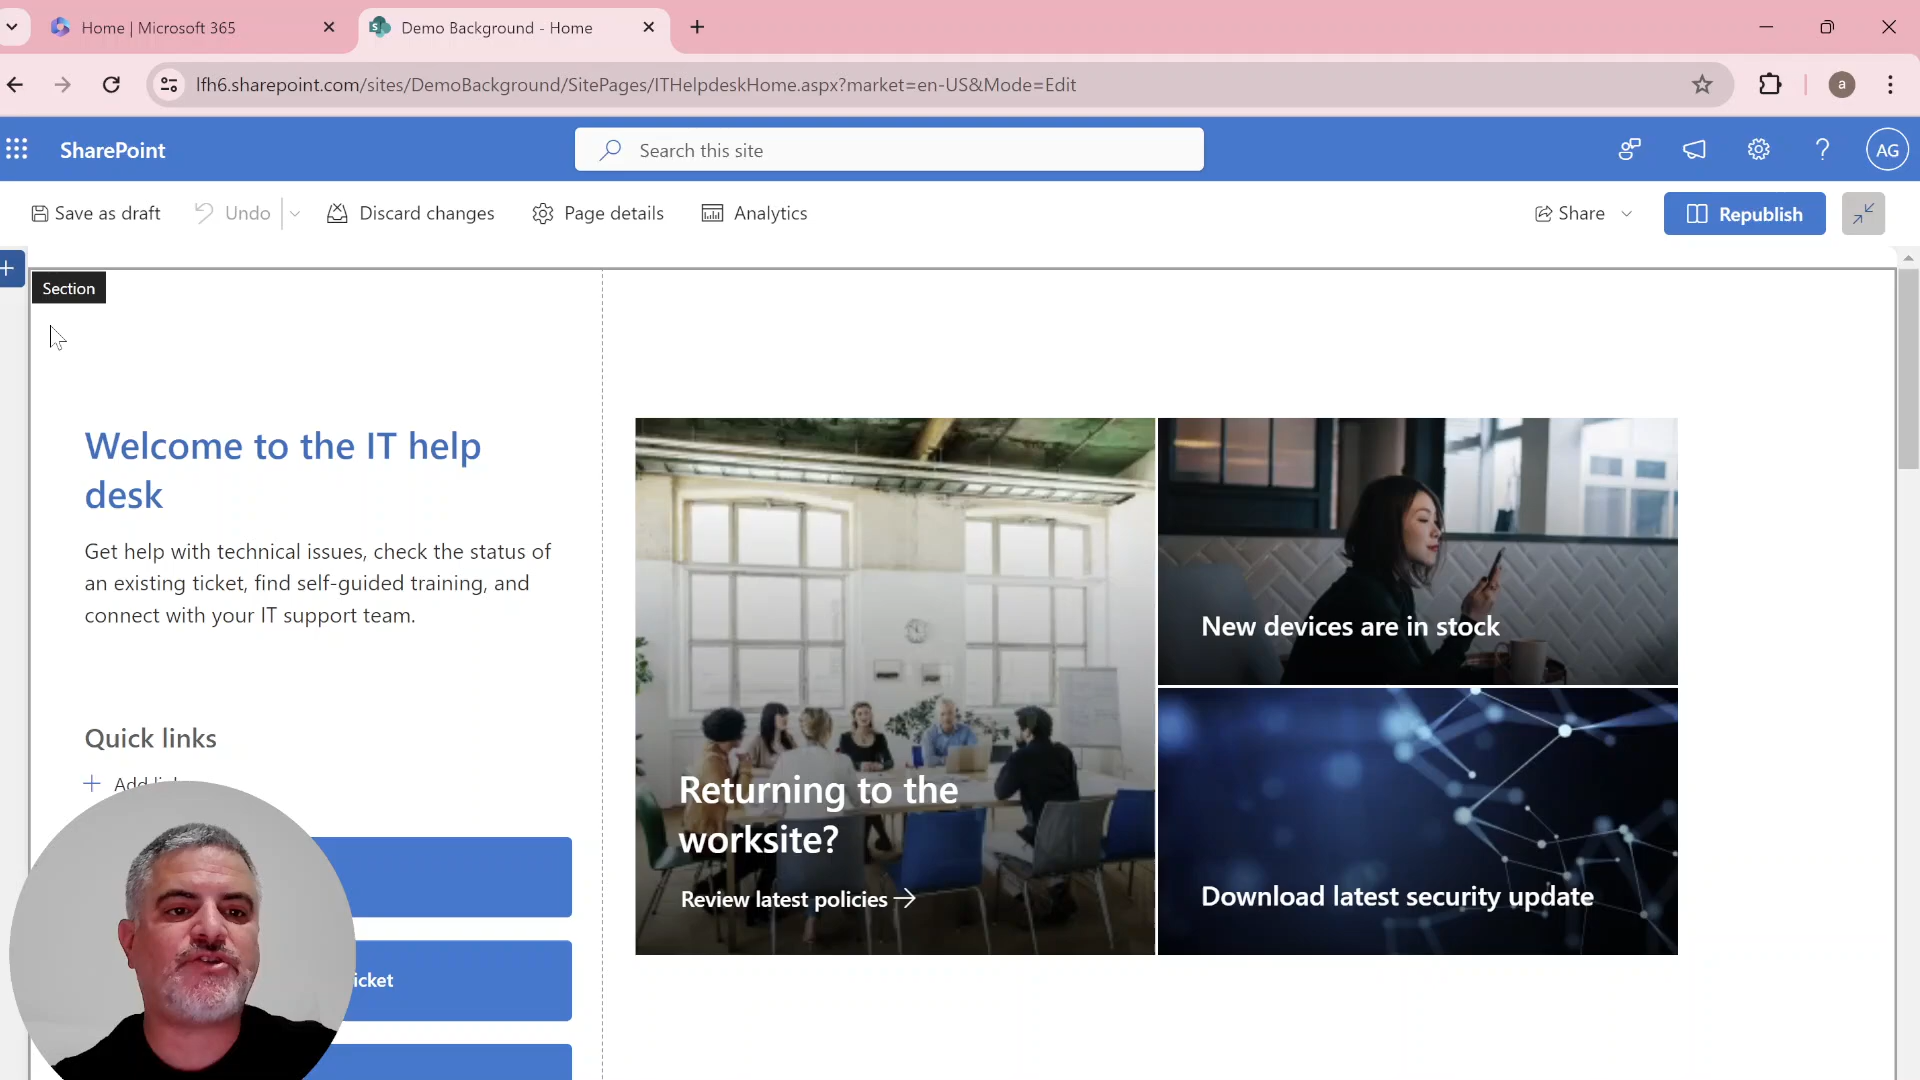 Home | Microsoft 365
Demo Background - Home
lfh6.sharepoint.com/sites/DemoBackground/SitePages/ITHelpdeskHome.aspx?market=en-US&Mode=Edit
a
SharePoint
Search this site
AG
Save as draft
Undo
Discard changes
Page details
Analytics
Share
Republish
Section
Welcome to the IT help
desk
Get help with technical issues, check the status of
an existing ticket, find self-guided training, and
connect with your IT support team.
Quick links
Add
icket
Returning to the
worksite?
Review latest policies
New devices are in stock
Download latest security update